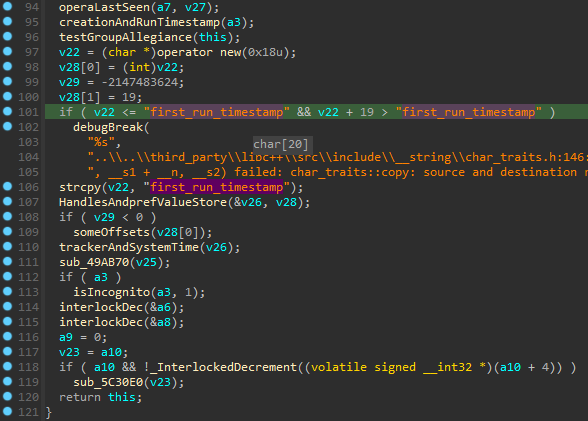 94 operaLastSeen(a7, v27);
95 creationAndRunTimestamp(a3);
96 testGroupAllegiance(this);
97 v22 = (char *)operator new(0x18u);
98 v28[0] = (int)v22;
99 v29 = -2147483624;
100 v28[1] = 19;
101 if ( v22 <= "first_run_timestamp" && v22 + 19 > "first_run_timestamp" )
102 debugBreak(
103 "%s", char[20]
104 "..\\..\\third_party\\libc++\\src\\include\\__string\\char_traits.h:146:
105 ", __s1 + __n, __s2) failed: char_traits::copy: source and destination
106 strcpy(v22, "first_run_timestamp");
107 HandlesAndprefValueStore(&v26, v28);
108 if ( v29 < 0 )
109 someOffsets(v28[0]);
110 trackerAndSystemTime(v26);
111 sub_49AB70(v25);
112 if ( a3 )
113 isIncognito(a3, 1);
114 interlockDec(&a6);
115 interlockDec(&a8);
116 a9 = 0;
117 v23 = a10;
118 if ( a10 && !_InterlockedDecrement((volatile signed __int32 *)(a10 + 4)) )
119 sub_5C30E0(v23);
120 return this;
121 }